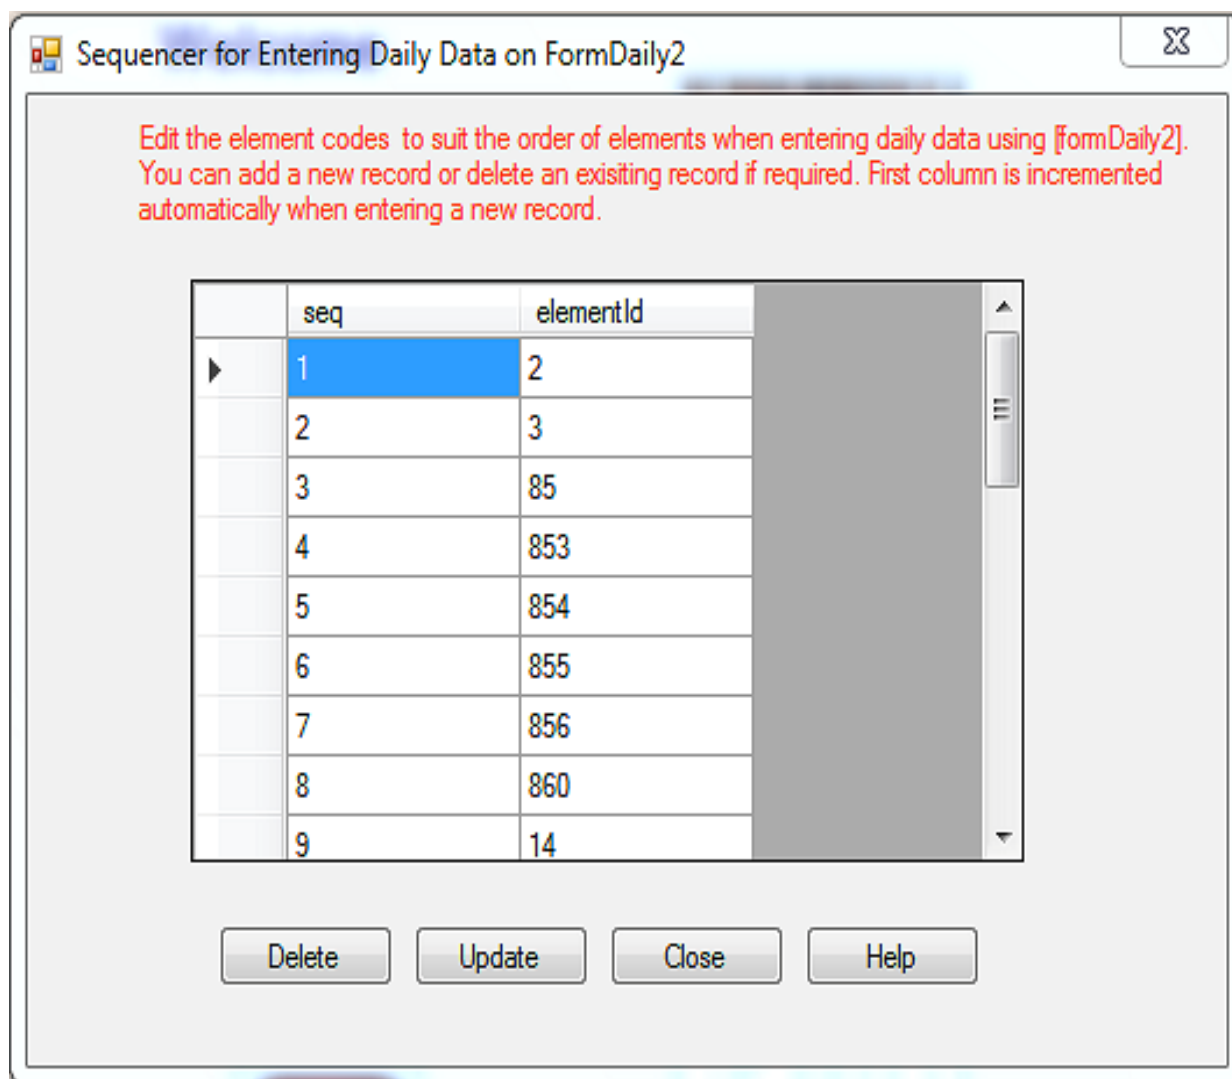 Sequencer for Entering Daily Data on FormDaily2
Edit the element codes to suit the order of elements when entering daily data using [formDaily2].
You can add a new record or delete an exisiting record if required. First column is incremented
automatically when entering a new record.
seq elementId
1 2
2 3
3 85
4 853
5 854
6 855
7 856
8 860
9 14
Delete Update Close Help